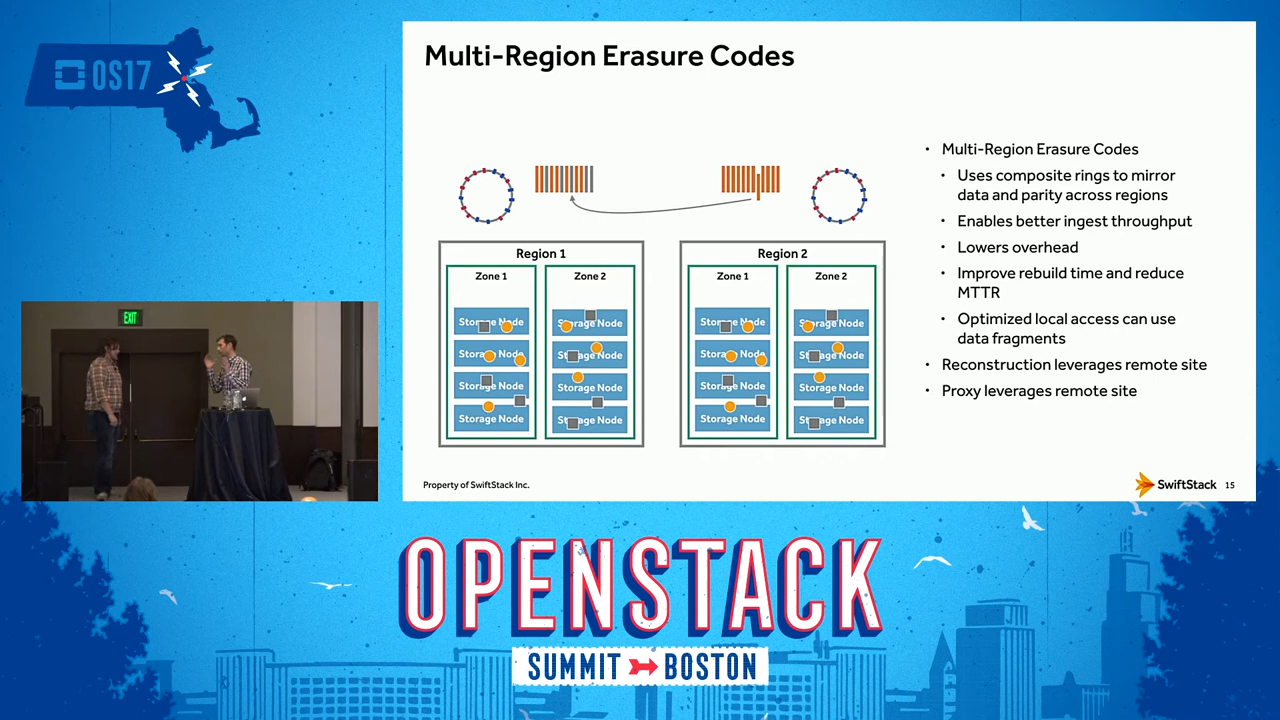 OS17
EXIT
Multi-Region Erasure Codes
Region 1
Zone 1
Storage Node
Storage Node
Storage Node
Storage Node
Zone 2
Storage Node
Storage Node
Storage Node
Storage Node
Region 2
Zone 1
Storage Node
Storage Node
Storage Node
Storage Node
Zone 2
Storage Node
Storage Node
Storage Node
Storage Node
• Multi-Region Erasure Codes
• Uses composite rings to mirror
data and parity across regions
• Enables better ingest throughput
• Lowers overhead
• Improve rebuild time and reduce
MTTR
• Optimized local access can use
data fragments
• Reconstruction leverages remote site
• Proxy leverages remote site
Property of SwiftStack Inc.
SwiftStack 15
OPENSTACK
SUMMIT BOSTON